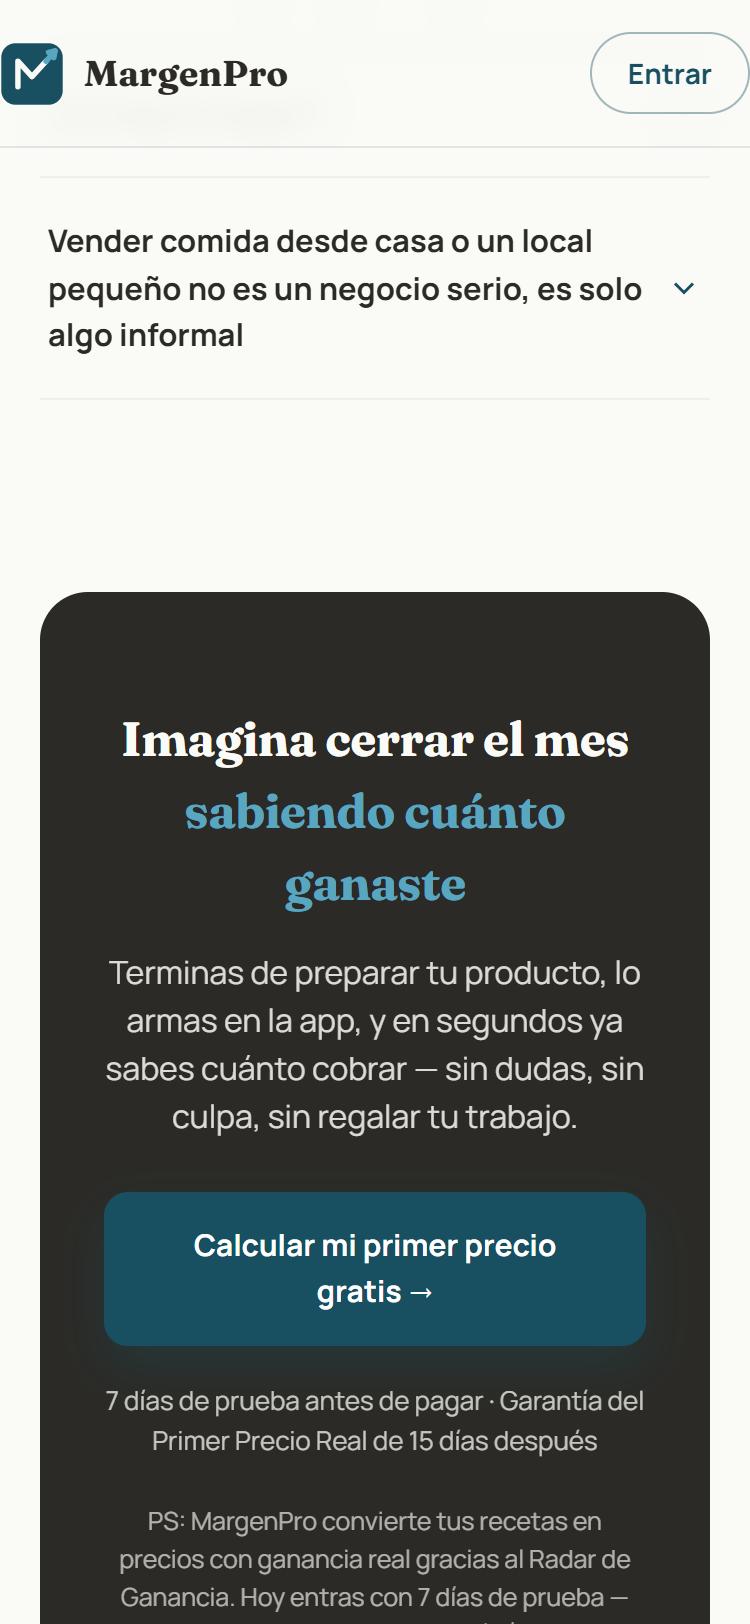 MargenPro
Entrar
Vender comida desde casa o un local
pequeño no es un negocio serio, es solo
algo informal
Imagina cerrar el mes
sabiendo cuánto
ganaste
Terminas de preparar tu producto, lo
armas en la app, y en segundos ya
sabes cuánto cobrar — sin dudas, sin
culpa, sin regalar tu trabajo.
Calcular mi primer precio
gratis →
7 días de prueba antes de pagar · Garantía del
Primer Precio Real de 15 días después
PS: MargenPro convierte tus recetas en
precios con ganancia real gracias al Radar de
Ganancia. Hoy entras con 7 días de prueba —